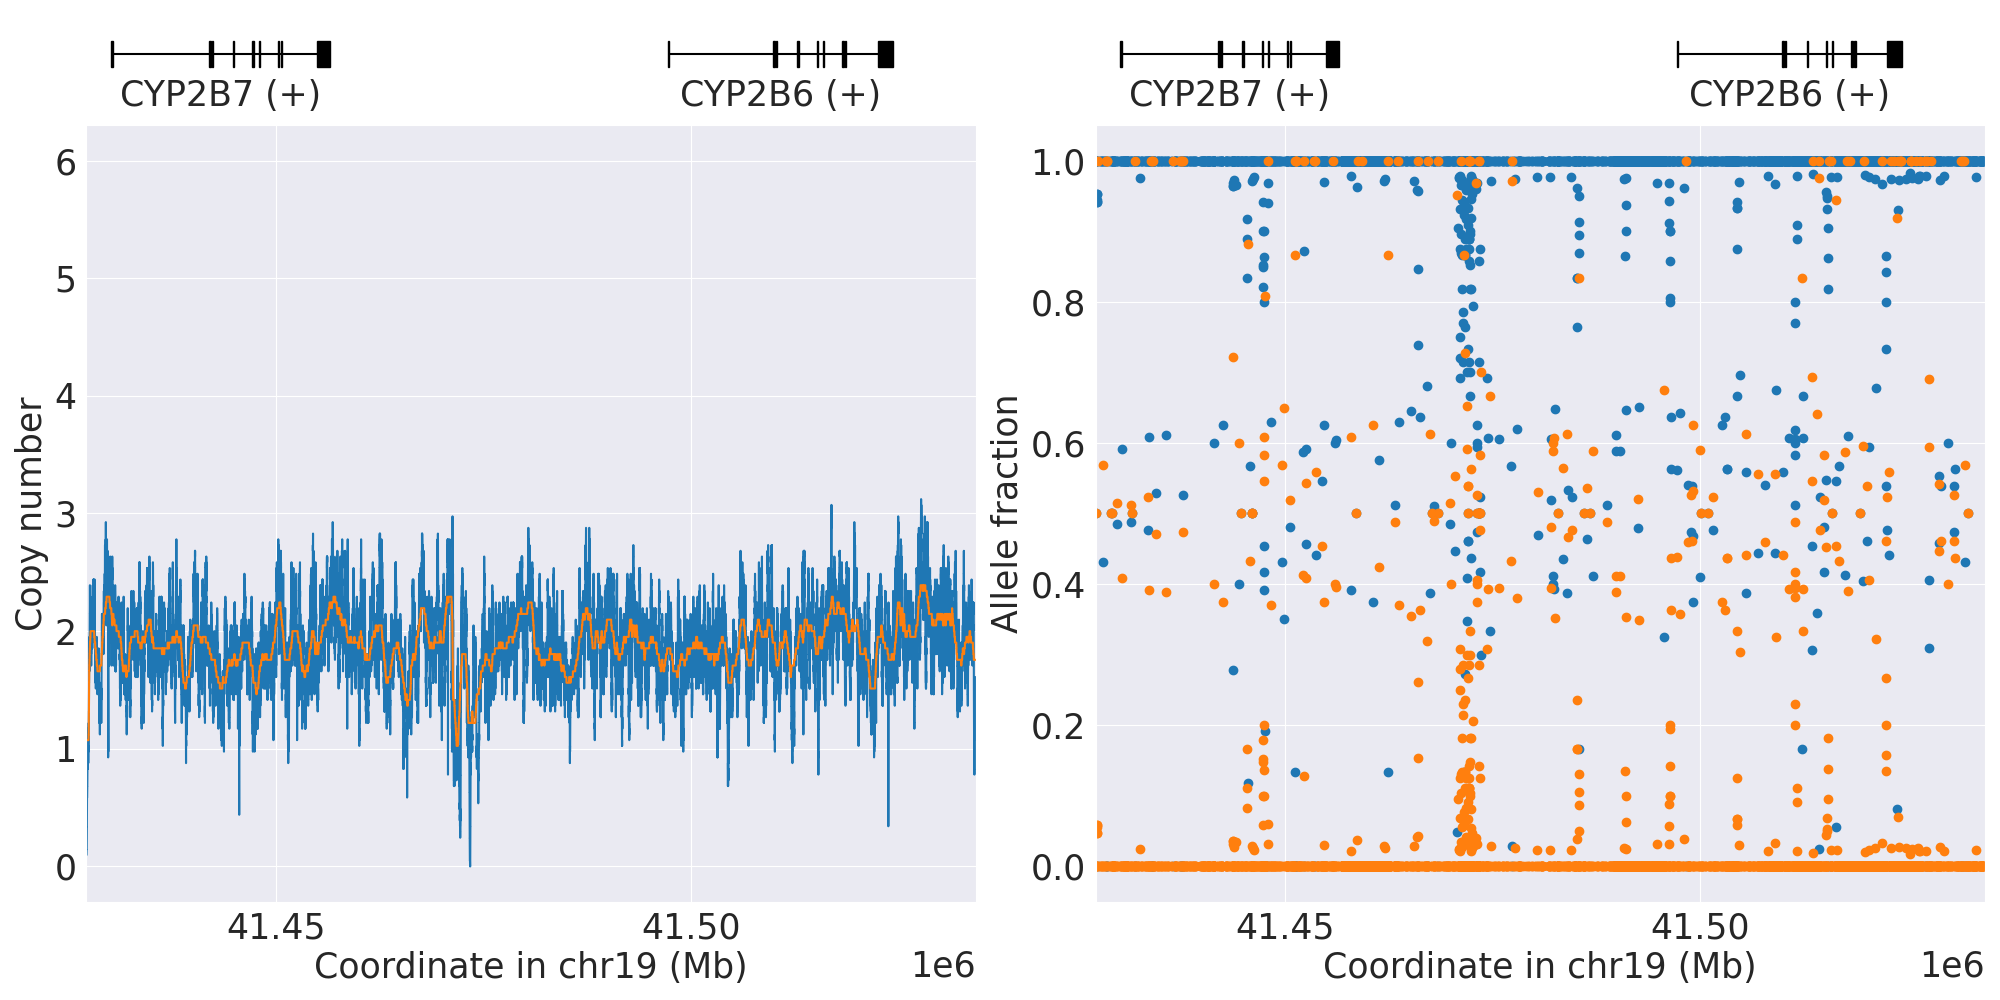 CYP2B7 (+) CYP2B6 (+)
Copy number
6
5
4
3
2
1
0
41.45 41.50
Coordinate in chr19 (Mb) 1e6
CYP2B7 (+) CYP2B6 (+)
Allele fraction
1.0
0.8
0.6
0.4
0.2
0.0
41.45 41.50
Coordinate in chr19 (Mb) 1e6